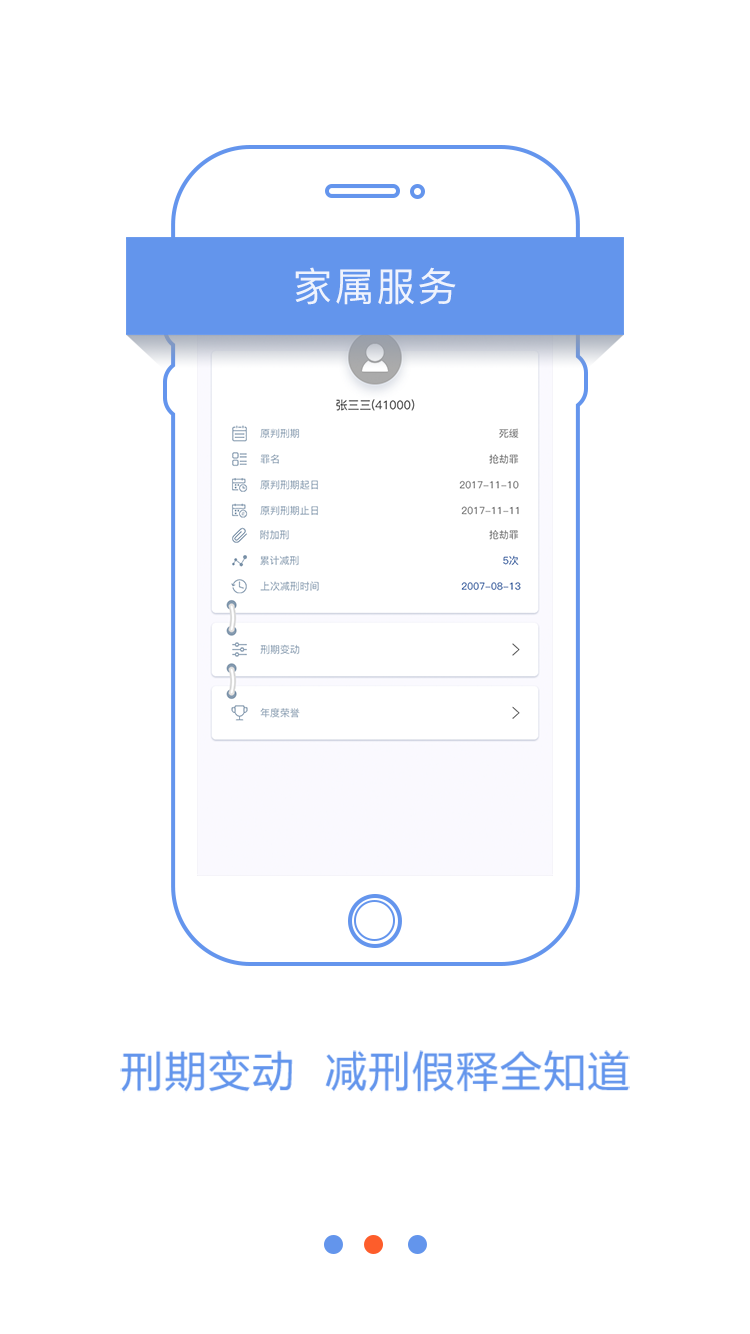 家属服务
张三三(41000)
原判刑期 死缓
罪名 抢劫罪
原判刑期起日 2017-11-10
原判刑期止日 2017-11-11
附加刑 抢劫罪
累计减刑 5次
上次减刑时间 2007-08-13
刑期变动
年度荣誉
刑期变动 减刑假释全知道